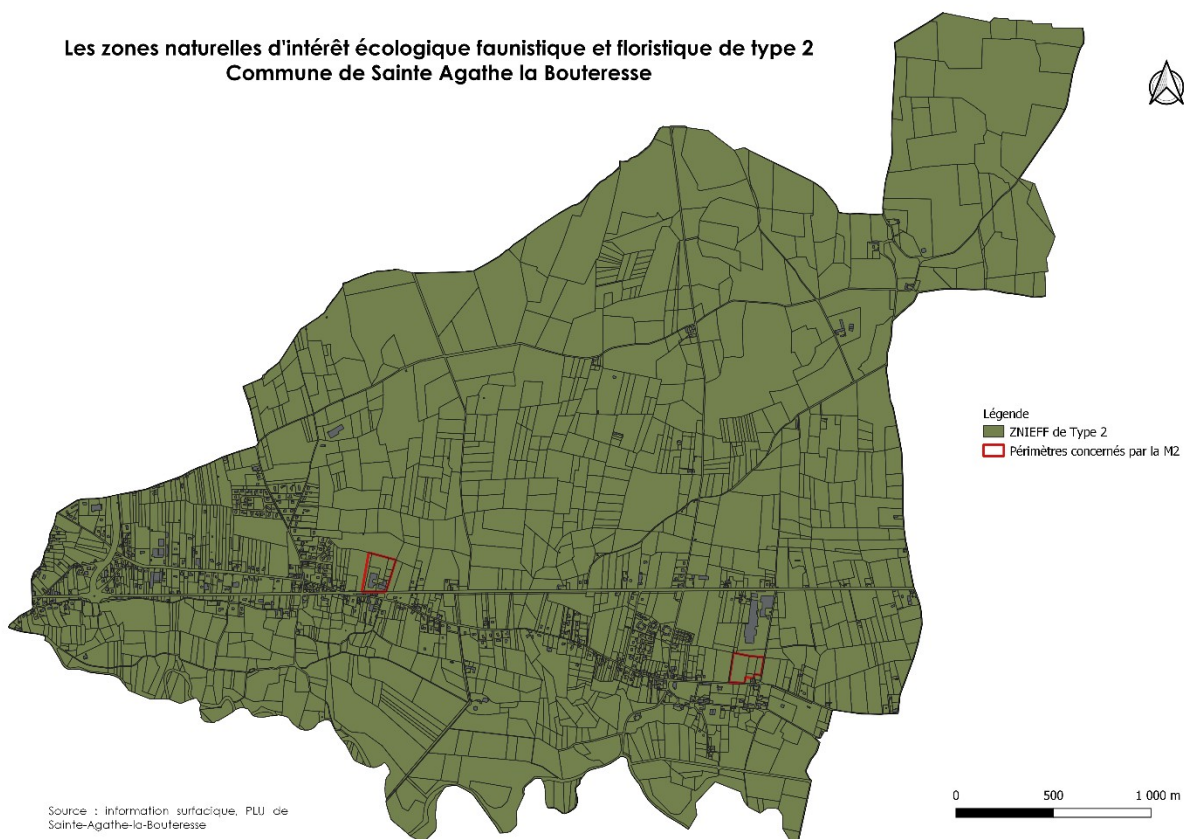 Les zones naturelles d'intérêt écologique faunistique et floristique de type 2
Commune de Sainte Agathe la Bouteresse
Légende
ZNIEFF de Type 2
Périmètres concernés par la M2
0 500 1 000 m
Source : information surfacique, PLU de
Sainte-Agathe-la-Bouteresse